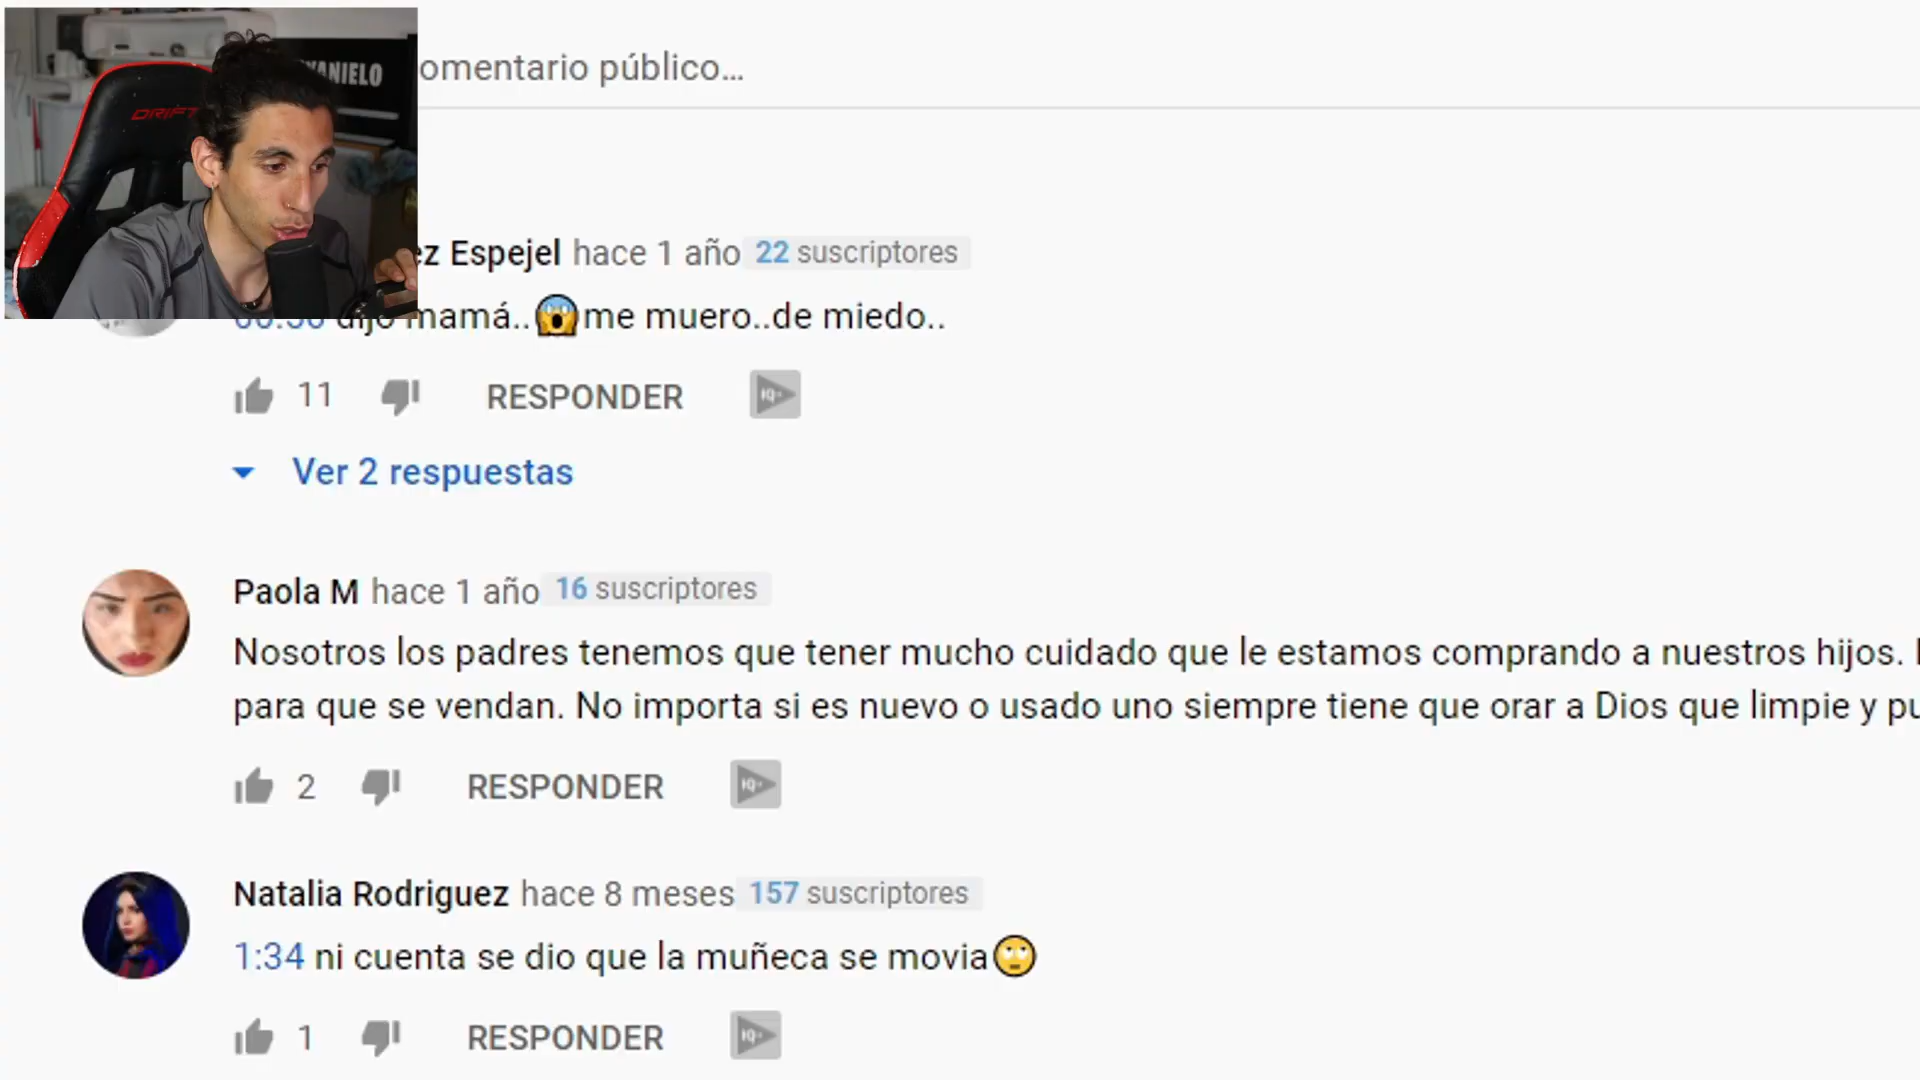 DRIFT
omentario público...
ez Espejel hace 1 año 22 suscriptores
dijo mamá..😱me muero..de miedo..
11 RESPONDER
Ver 2 respuestas
Paola M hace 1 año 16 suscriptores
Nosotros los padres tenemos que tener mucho cuidado que le estamos comprando a nuestros hijos.
para que se vendan. No importa si es nuevo o usado uno siempre tiene que orar a Dios que limpie y pu
2 RESPONDER
Natalia Rodriguez hace 8 meses 157 suscriptores
1:34 ni cuenta se dio que la muñeca se movia🙄
1 RESPONDER